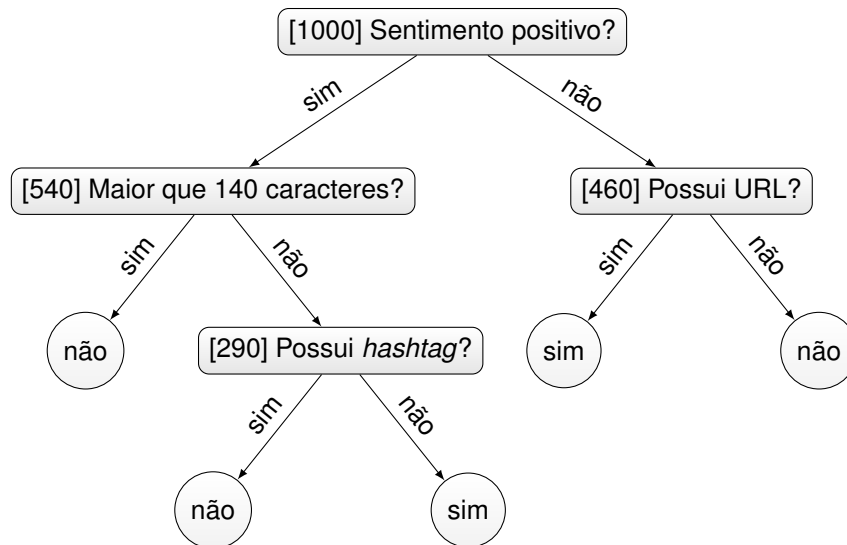 [1000] Sentimento positivo?
sim
não
[540] Maior que 140 caracteres?
[460] Possui URL?
sim
não
sim
não
não
[290] Possui hashtag?
sim
não
sim
não
não
sim